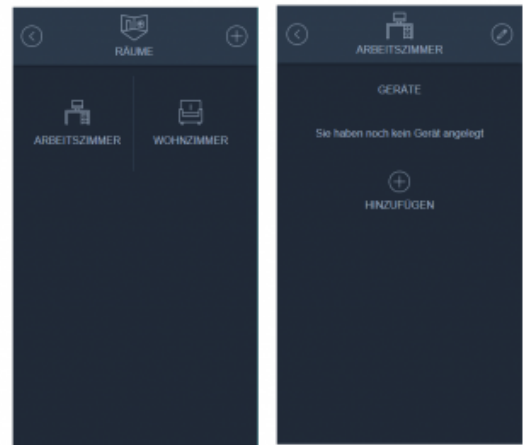 RÄUME
ARBEITSZIMMER
WOHNZIMMER
ARBEITSZIMMER
GERÄTE
Sie haben noch kein Gerät angelegt
HINZUFÜGEN